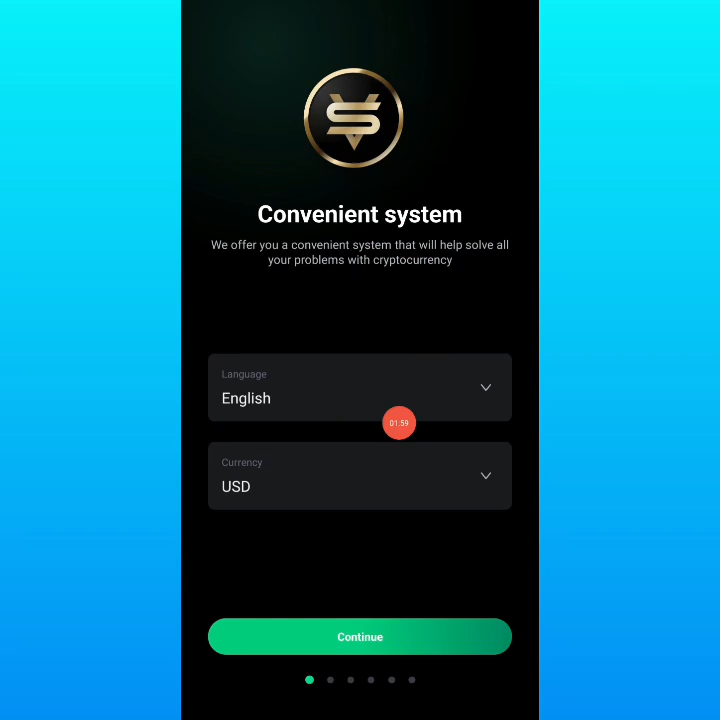 Convenient system
We offer you a convenient system that will help solve all
your problems with cryptocurrency
Language
English
01:59
Currency
USD
Continue